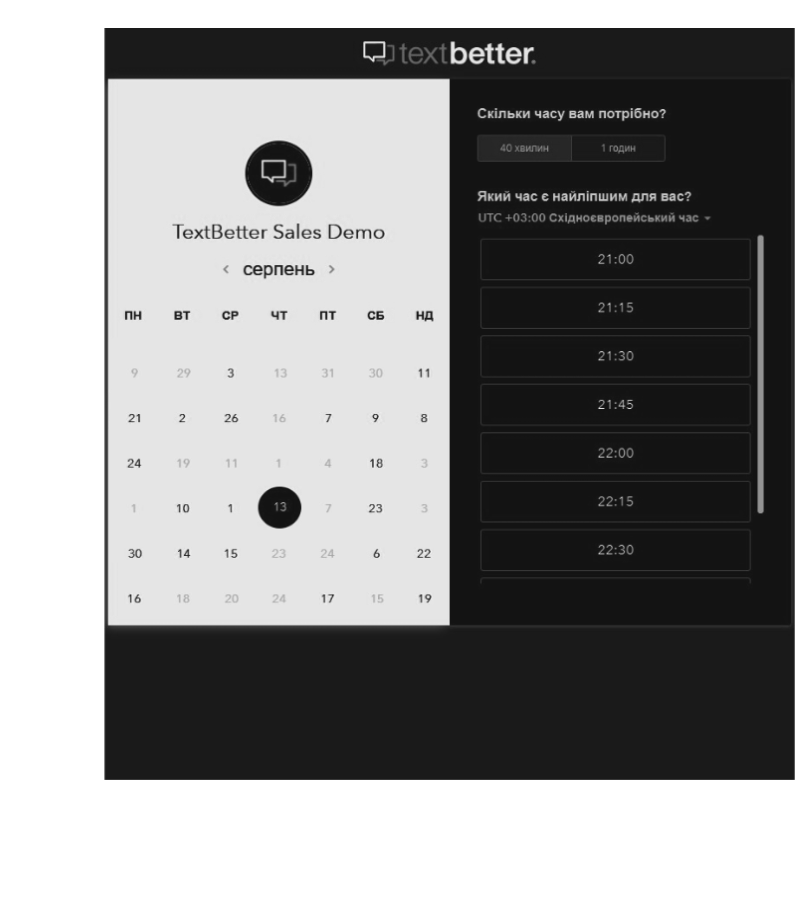 textbetter.
TextBetter Sales Demo
< серпень >
ПН ВТ СР ЧТ ПТ СБ НД
9 29 3 13 31 30 11
21 2 26 16 7 9 8
24 19 11 1 4 18 3
1 10 1 13 7 23 3
30 14 15 23 24 6 22
16 18 20 24 17 15 19
Скільки часу вам потрібно?
40 хвилин 1 годин
Який час є найліпшим для вас?
UTC +03:00 Східноєвропейський час
21:00
21:15
21:30
21:45
22:00
22:15
22:30